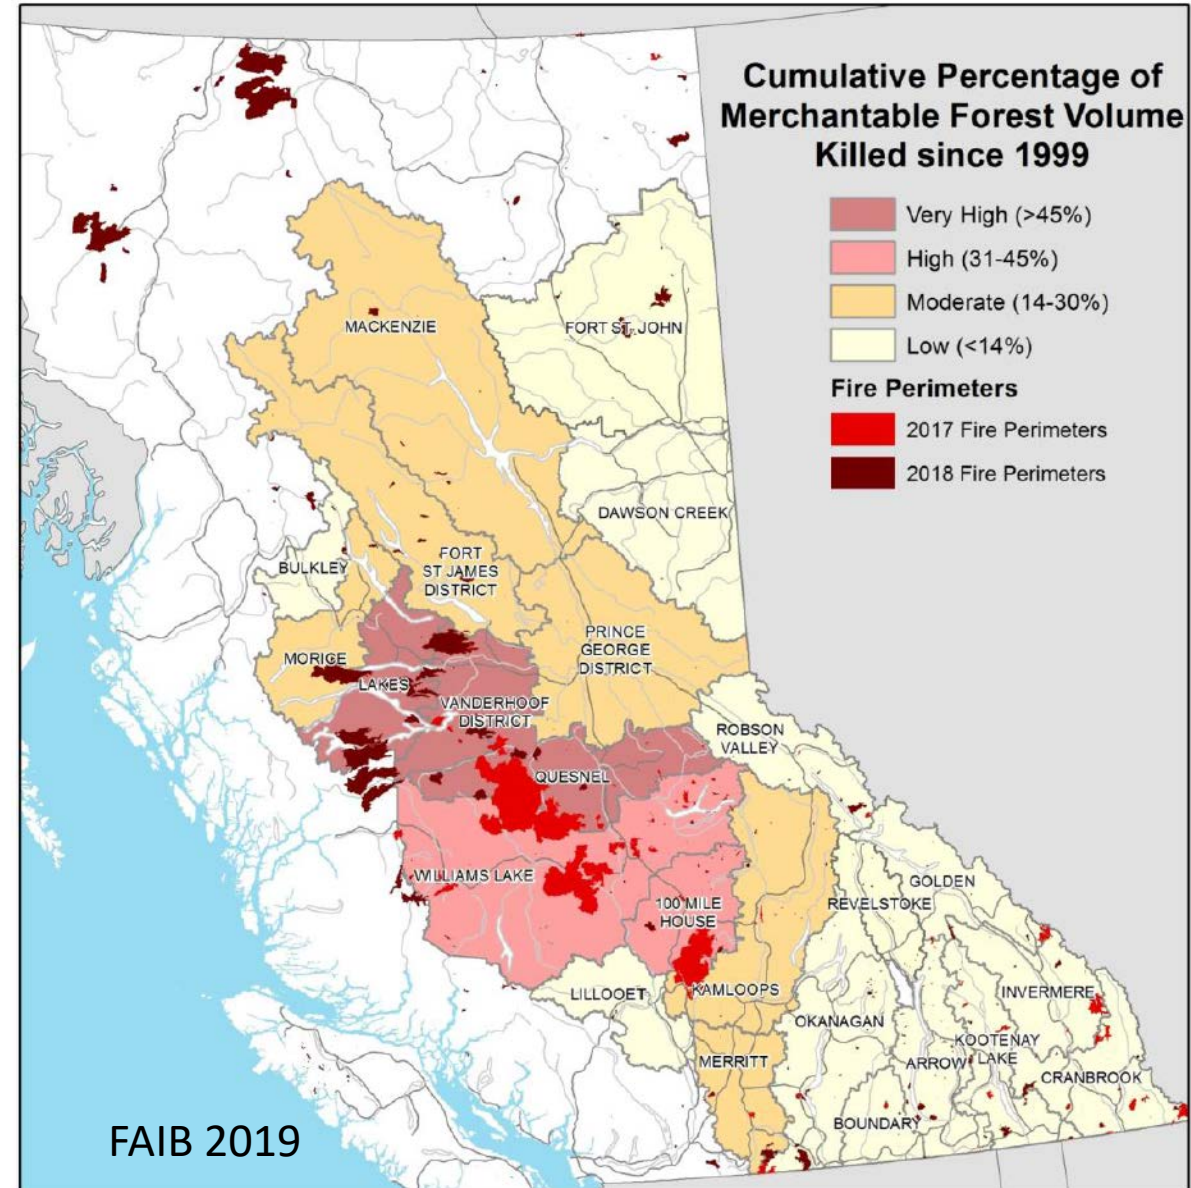 Cumulative Percentage of
Merchantable Forest Volume
Killed since 1999
Very High (>45%)
High (31-45%)
Moderate (14-30%)
Low (<14%)
Fire Perimeters
2017 Fire Perimeters
2018 Fire Perimeters
MACKENZIE
FORT ST. JOHN
DAWSON CREEK
BULKLEY
FORT
ST JAMES
DISTRICT
PRINCE
GEORGE
DISTRICT
MORICE
LAKES
VANDERHOOF
DISTRICT
ROBSON
VALLEY
QUESNEL
WILLIAMS LAKE
100 MILE
HOUSE
GOLDEN
REVELSTOKE
LILLOOET
KAMLOOPS
INVERMERE
OKANAGAN
KOOTENAY
LAKE
ARROW
MERRITT
CRANBROOK
BOUNDARY
FAIB 2019